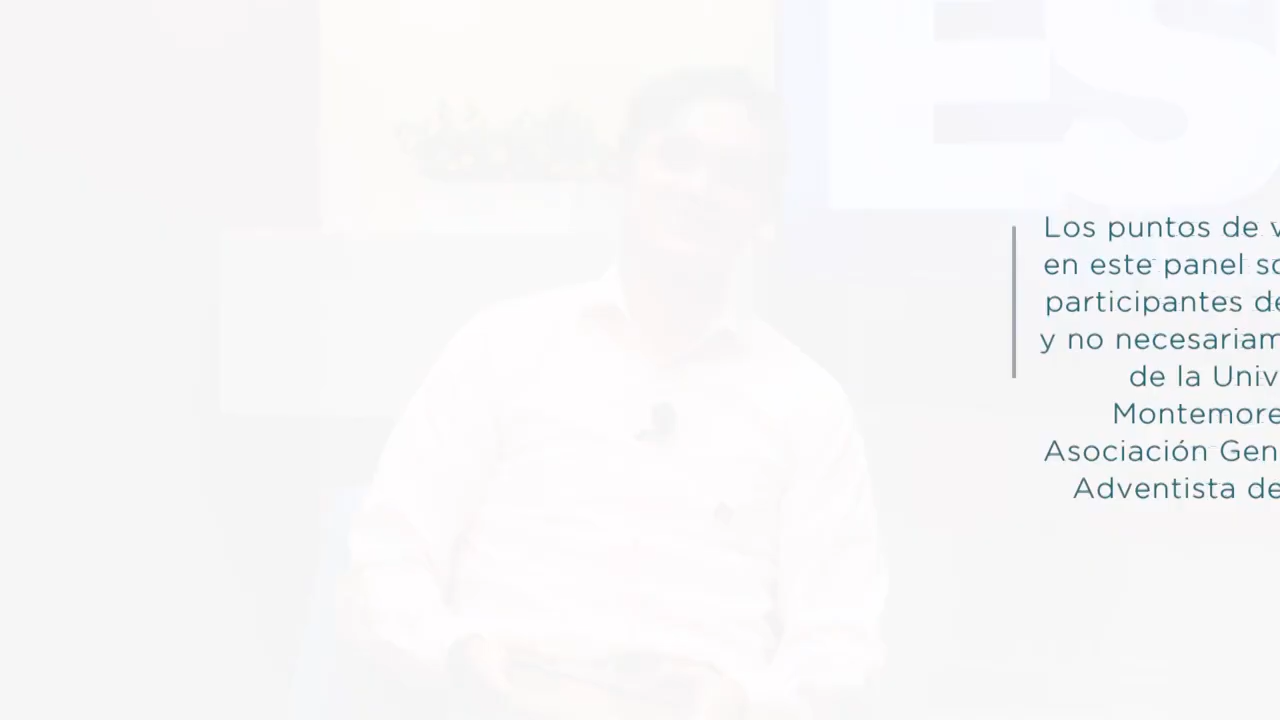 ES
Los puntos de v
en este panel so
participantes de
y no necesariam
de la Univ
Montemore
Asociación Gen
Adventista de